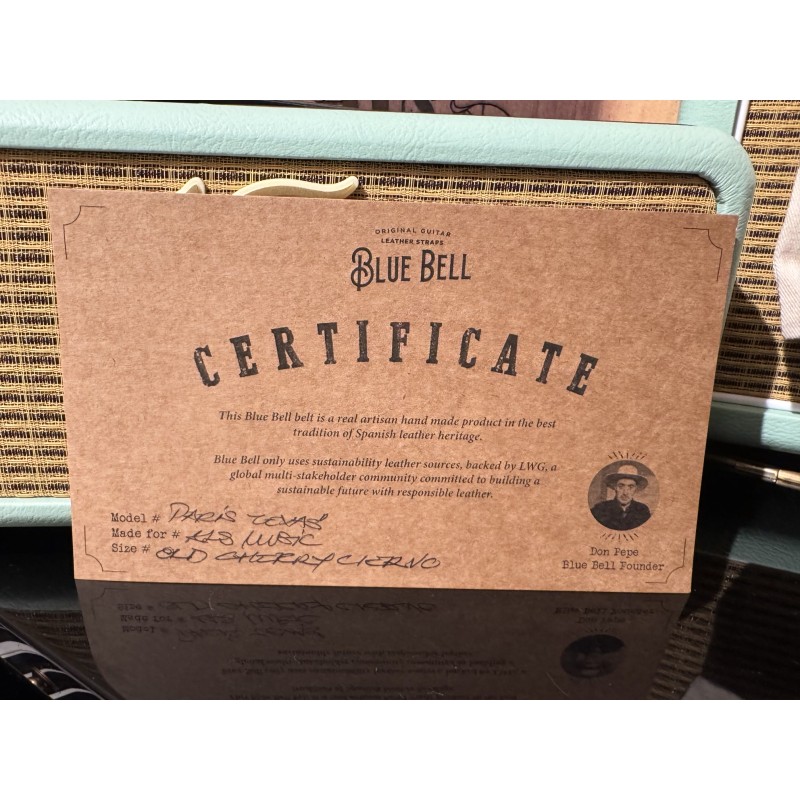 ORIGINAL GUITAR
LEATHER STRAPS
BLUE BELL
CERTIFICATE
This Blue Bell belt is a real artisan hand made product in the best
tradition of Spanish leather heritage.
Blue Bell only uses sustainability leather sources, backed by LWG, a
global multi-stakeholder community committed to building a
sustainable future with responsible leather.
Model # PARIS TEXAS
Made for # MUSIC
Size # OLD CHERRY CIERVO
Don Pepe
Blue Bell Founder